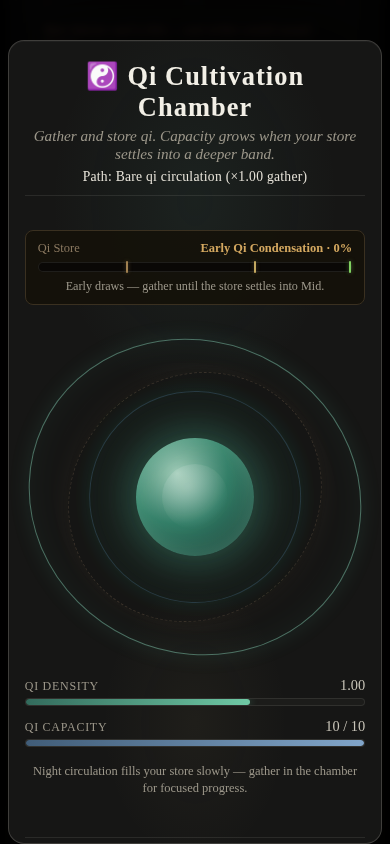 ☯️ Qi Cultivation
Chamber
Gather and store qi. Capacity grows when your store
settles into a deeper band.
Path: Bare qi circulation (×1.00 gather)
Qi Store
Early Qi Condensation · 0%
Early draws — gather until the store settles into Mid.
QI DENSITY
1.00
QI CAPACITY
10 / 10
Night circulation fills your store slowly — gather in the chamber
for focused progress.